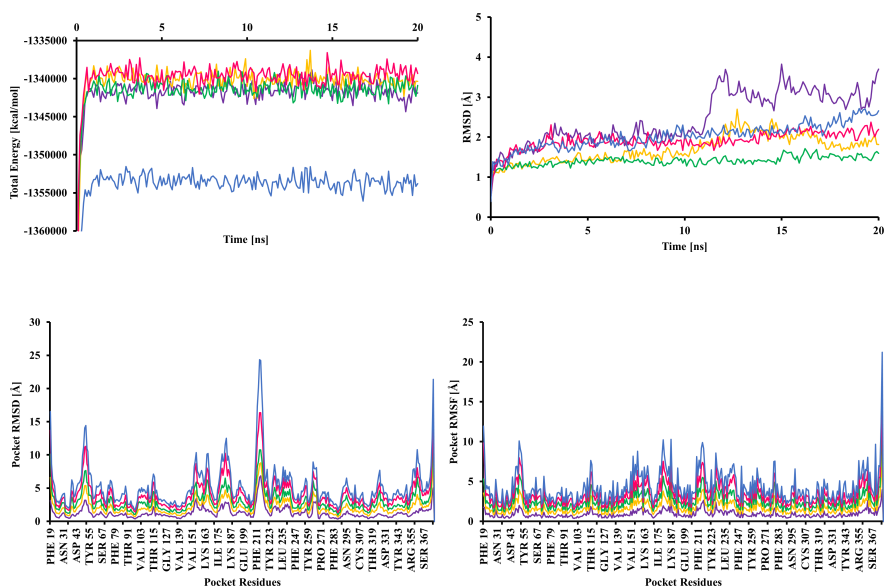 0 5 10 15 20
-1335000
-1340000
-1345000
-1350000
-1355000
-1360000
Total Energy [kcal/mol]
Time [ns]
5
4
3
2
1
0
RMSD [Å]
0 5 10 15 20
Time [ns]
30
25
20
15
10
5
0
Pocket RMSD [Å]
PHE 19
ASN 31
ASP 43
TYR 55
SER 67
PHE 79
THR 91
VAL 103
THR 115
GLY 127
VAL 139
VAL 151
LYS 163
ILE 175
LYS 187
GLU 199
PHE 211
TYR 223
LEU 235
PHE 247
TYR 259
PRO 271
PHE 283
ASN 295
CYS 307
THR 319
ASP 331
TYR 343
ARG 355
SER 367
Pocket Residues
25
20
15
10
5
0
Pocket RMSF [Å]
PHE 19
ASN 31
ASP 43
TYR 55
SER 67
PHE 79
THR 91
VAL 103
THR 115
GLY 127
VAL 139
VAL 151
LYS 163
ILE 175
LYS 187
GLU 199
PHE 211
TYR 223
LEU 235
PHE 247
TYR 259
PRO 271
PHE 283
ASN 295
CYS 307
THR 319
ASP 331
TYR 343
ARG 355
SER 367
Pocket Residues